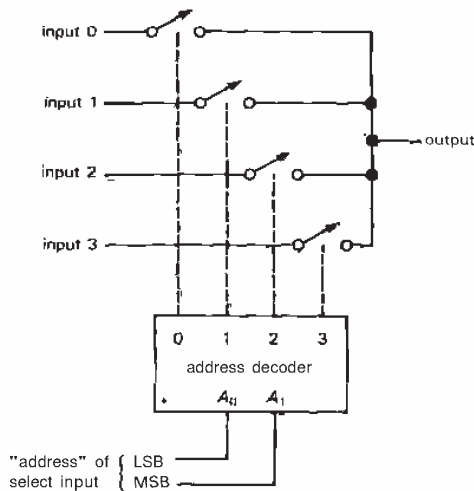 input 0
input 1
output
input 2
input 3
0 1 2 3
address decoder
A0 A1
"address" of { LSB
select input { MSB